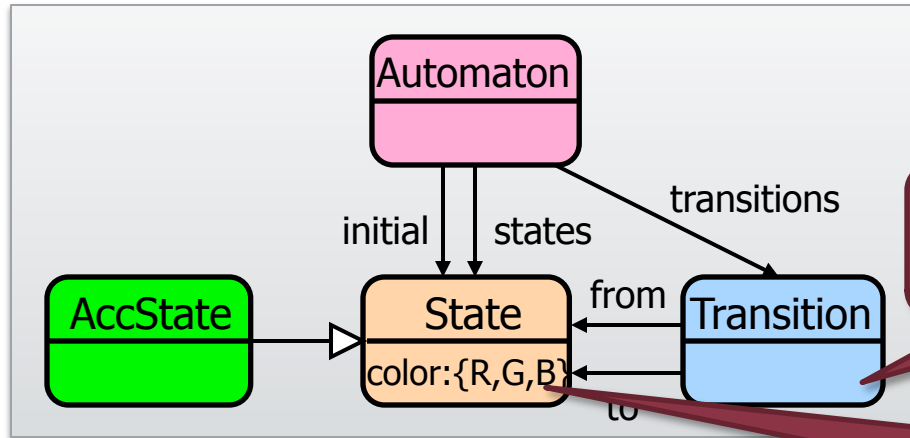 Automaton
transitions
initial
states
AccState
State
from
Transition
color:{R,G,B}
to